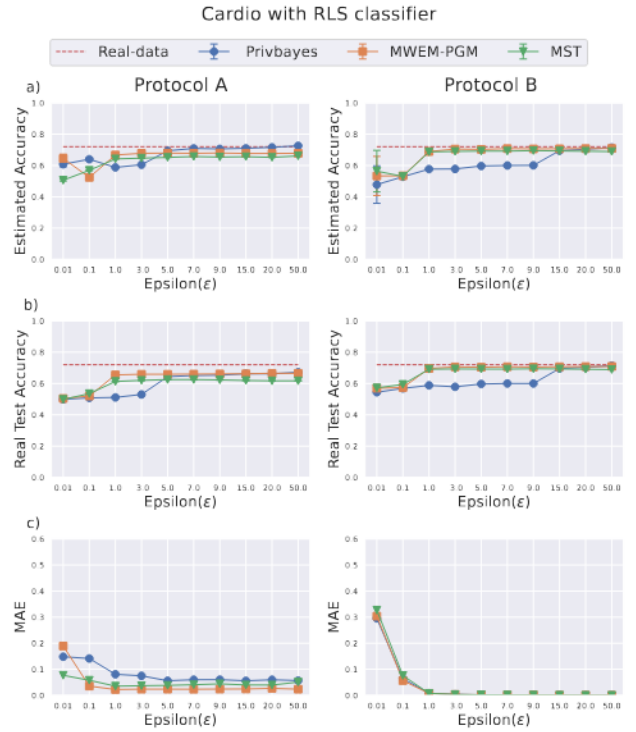 Cardio with RLS classifier
Real-data Privbayes MWEM-PGM MST
a)
Protocol A
Protocol B
1.0
0.8
0.6
0.4
0.2
0.0
Estimated Accuracy
0.01 0.1 1.0 3.0 5.0 7.0 9.0 15.0 20.0 50.0
Epsilon(ε)
1.0
0.8
0.6
0.4
0.2
0.0
Estimated Accuracy
0.01 0.1 1.0 3.0 5.0 7.0 9.0 15.0 20.0 50.0
Epsilon(ε)
b)
1.0
0.8
0.6
0.4
0.2
0.0
Real Test Accuracy
0.01 0.1 1.0 3.0 5.0 7.0 9.0 15.0 20.0 50.0
Epsilon(ε)
1.0
0.8
0.6
0.4
0.2
0.0
Real Test Accuracy
0.01 0.1 1.0 3.0 5.0 7.0 9.0 15.0 20.0 50.0
Epsilon(ε)
c)
0.6
0.5
0.4
0.3
0.2
0.1
0.0
MAE
0.01 0.1 1.0 3.0 5.0 7.0 9.0 15.0 20.0 50.0
Epsilon(ε)
0.6
0.5
0.4
0.3
0.2
0.1
0.0
MAE
0.01 0.1 1.0 3.0 5.0 7.0 9.0 15.0 20.0 50.0
Epsilon(ε)